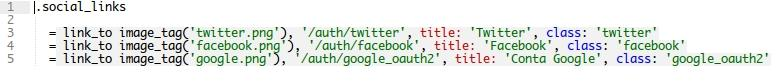 1 .social_links
2
3 = link_to image_tag('twitter.png'), '/auth/twitter', title: 'Twitter', class: 'twitter'
4 = link_to image_tag('facebook.png'), '/auth/facebook', title: 'Facebook', class: 'facebook'
5 = link_to image_tag('google.png'), '/auth/google_oauth2', title: 'Conta Google', class: 'google_oauth2'